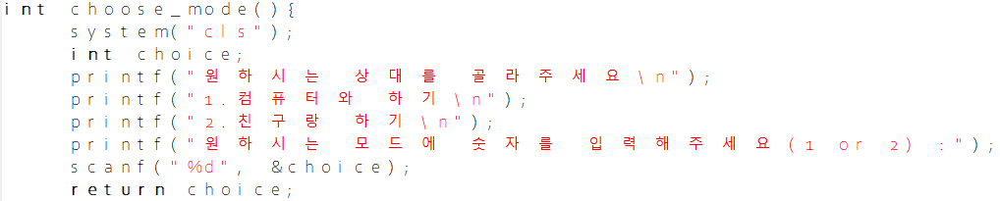 int choose_mode(){
system("cls");
int choice;
printf("원하시는 상대를 골라주세요\n");
printf("1.컴퓨터와 하기\n");
printf("2.친구랑 하기\n");
printf("원하시는 모드에 숫자를 입력해주세요(1 or 2) :");
scanf("%d", &choice);
return choice;